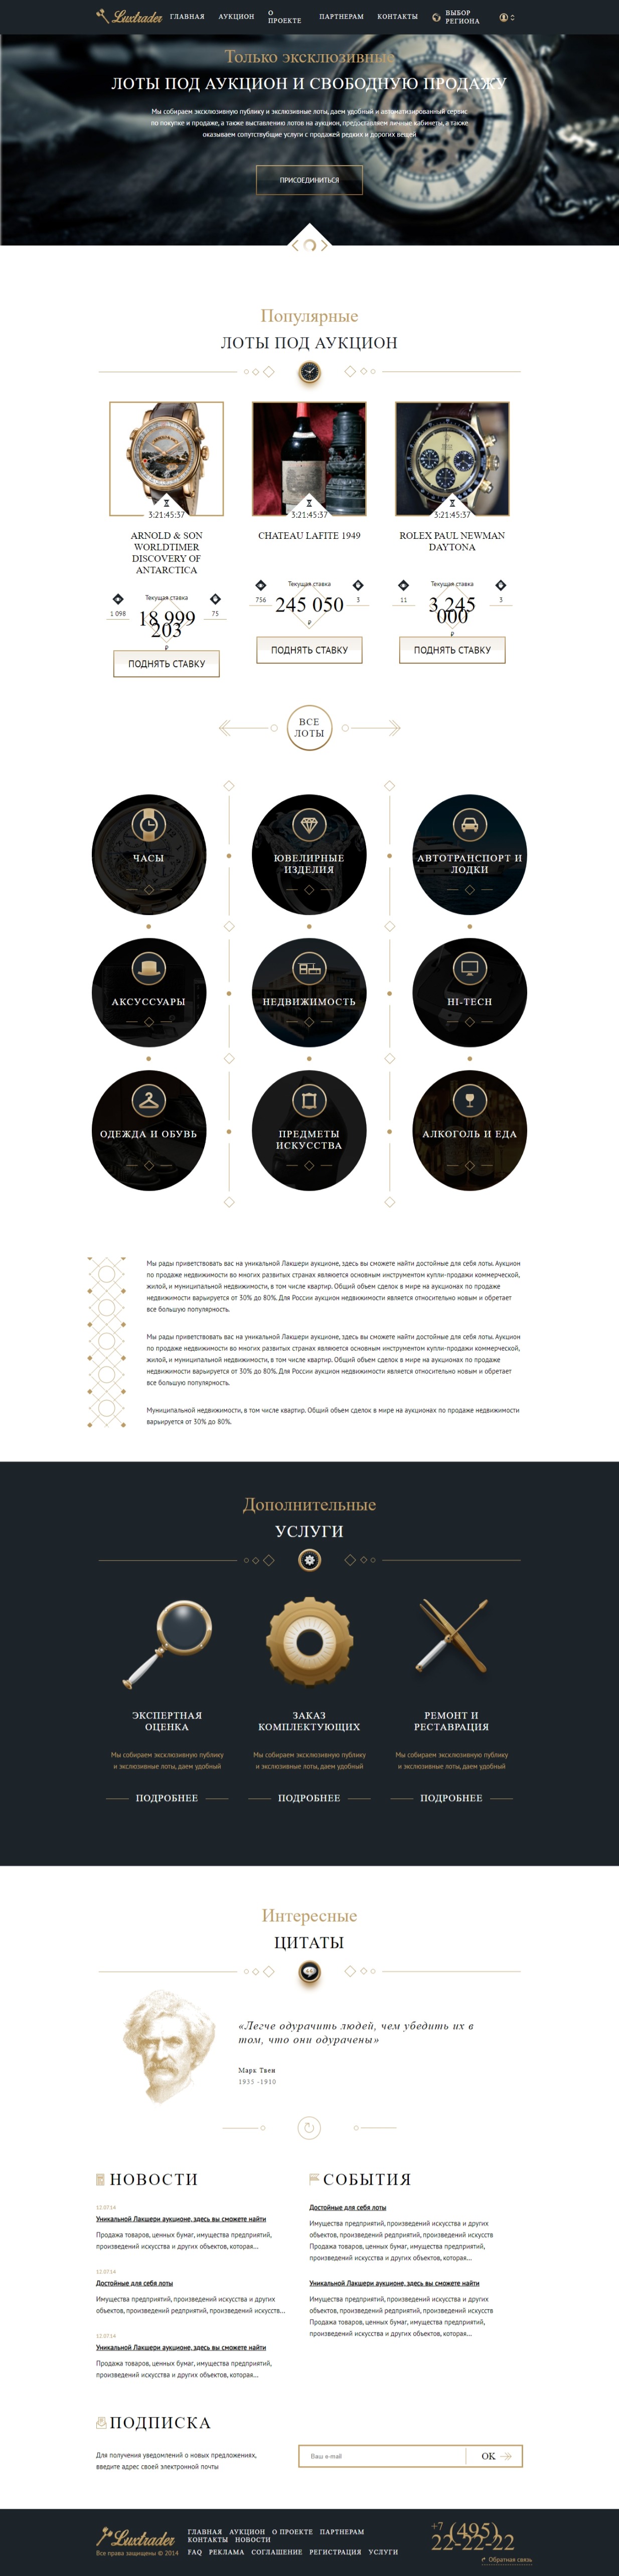 Luxtrader
ГЛАВНАЯ
АУКЦИОН
О ПРОЕКТЕ
ПАРТНЕРАМ
КОНТАКТЫ
ВЫБОР РЕГИОНА
Только эксклюзивные
ЛОТЫ ПОД АУКЦИОН И СВОБОДНУЮ ПРОДАЖУ
Мы собираем эксклюзивную публику и экслюзивные лоты, даем удобный и автоматизированный сервис
по покупке и продаже, а также выставлению лотов на аукцион, предоставляем личные кабинеты, а также
оказываем сопутствующие услуги с продажей редких и дорогих вещей
ПРИСОЕДИНИТЬСЯ
Популярные
ЛОТЫ ПОД АУКЦИОН
3:21:45:37
3:21:45:37
3:21:45:37
ARNOLD & SON
WORLDTIMER
DISCOVERY OF
ANTARCTICA
1 098
Текущая ставка
18 999
203
₽
75
ПОДНЯТЬ СТАВКУ
CHATEAU LAFITE 1949
756
Текущая ставка
245 050
₽
3
ПОДНЯТЬ СТАВКУ
ROLEX PAUL NEWMAN
DAYTONA
11
Текущая ставка
3 245
000
₽
3
ПОДНЯТЬ СТАВКУ
ВСЕ
ЛОТЫ
ЧАСЫ
ЮВЕЛИРНЫЕ
ИЗДЕЛИЯ
АВТОТРАНСПОРТ И
ЛОДКИ
АКСУССУАРЫ
НЕДВИЖИМОСТЬ
HI-TECH
ОДЕЖДА И ОБУВЬ
ПРЕДМЕТЫ
ИСКУССТВА
АЛКОГОЛЬ И ЕДА
Мы рады приветствовать вас на уникальной Лакшери аукционе, здесь вы сможете найти достойные для себя лоты. Аукцион
по продаже недвижимости во многих развитых странах являются основным инструментом купли-продажи коммерческой,
жилой, и муниципальной недвижимости, в том числе квартир. Общий объем сделок в мире на аукционах по продаже
недвижимости варьируется от 30% до 80%. Для России аукцион недвижимости является относительно новым и обретает
все большую популярность.
Мы рады приветствовать вас на уникальной Лакшери аукционе, здесь вы сможете найти достойные для себя лоты. Аукцион
по продаже недвижимости во многих развитых странах являются основным инструментом купли-продажи коммерческой,
жилой, и муниципальной недвижимости, в том числе квартир. Общий объем сделок в мире на аукционах по продаже
недвижимости варьируется от 30% до 80%. Для России аукцион недвижимости является относительно новым и обретает
все большую популярность.
Муниципальной недвижимости, в том числе квартир. Общий объем сделок в мире на аукционах по продаже недвижимости
варьируется от 30% до 80%.
Дополнительные
УСЛУГИ
ЭКСПЕРТНАЯ
ОЦЕНКА
Мы собираем эксклюзивную публику
и экслюзивные лоты, даем удобный
ПОДРОБНЕЕ
ЗАКАЗ
КОМПЛЕКТУЮЩИХ
Мы собираем эксклюзивную публику
и экслюзивные лоты, даем удобный
ПОДРОБНЕЕ
РЕМОНТ И
РЕСТАВРАЦИЯ
Мы собираем эксклюзивную публику
и экслюзивные лоты, даем удобный
ПОДРОБНЕЕ
Интересные
ЦИТАТЫ
«Легче одурачить людей, чем убедить их в
том, что они одурачены»
Марк Твен
1935 -1910
НОВОСТИ
12.07.14
Уникальной Лакшери аукционе, здесь вы сможете найти
Продажа товаров, ценных бумаг, имущества предприятий,
произведений искусства и других объектов, которая...
12.07.14
Достойные для себя лоты
Имущества предприятий, произведений искусства и других
объектов, произведений редприятий, произведений искусств...
12.07.14
Уникальной Лакшери аукционе, здесь вы сможете найти
Продажа товаров, ценных бумаг, имущества предприятий,
произведений искусства и других объектов, которая...
СОБЫТИЯ
Достойные для себя лоты
Имущества предприятий, произведений искусства и других
объектов, произведений редприятий, произведений искусств
Продажа товаров, ценных бумаг, имущества предприятий,
произведений искусства и других объектов, которая...
Уникальной Лакшери аукционе, здесь вы сможете найти
Имущества предприятий, произведений искусства и других
объектов, произведений редприятий, произведений искусств
Продажа товаров, ценных бумаг, имущества предприятий,
произведений искусства и других объектов, которая...
ПОДПИСКА
Для получения уведомлений о новых предложениях,
введите адрес своей электронной почты
Ваш e-mail
OK
Luxtrader
Все права защищены © 2014
ГЛАВНАЯ АУКЦИОН О ПРОЕКТЕ ПАРТНЕРАМ
КОНТАКТЫ НОВОСТИ
FAQ РЕКЛАМА СОГЛАШЕНИЕ РЕГИСТРАЦИЯ УСЛУГИ
+7 (495)
22-22-22
Обратная связь